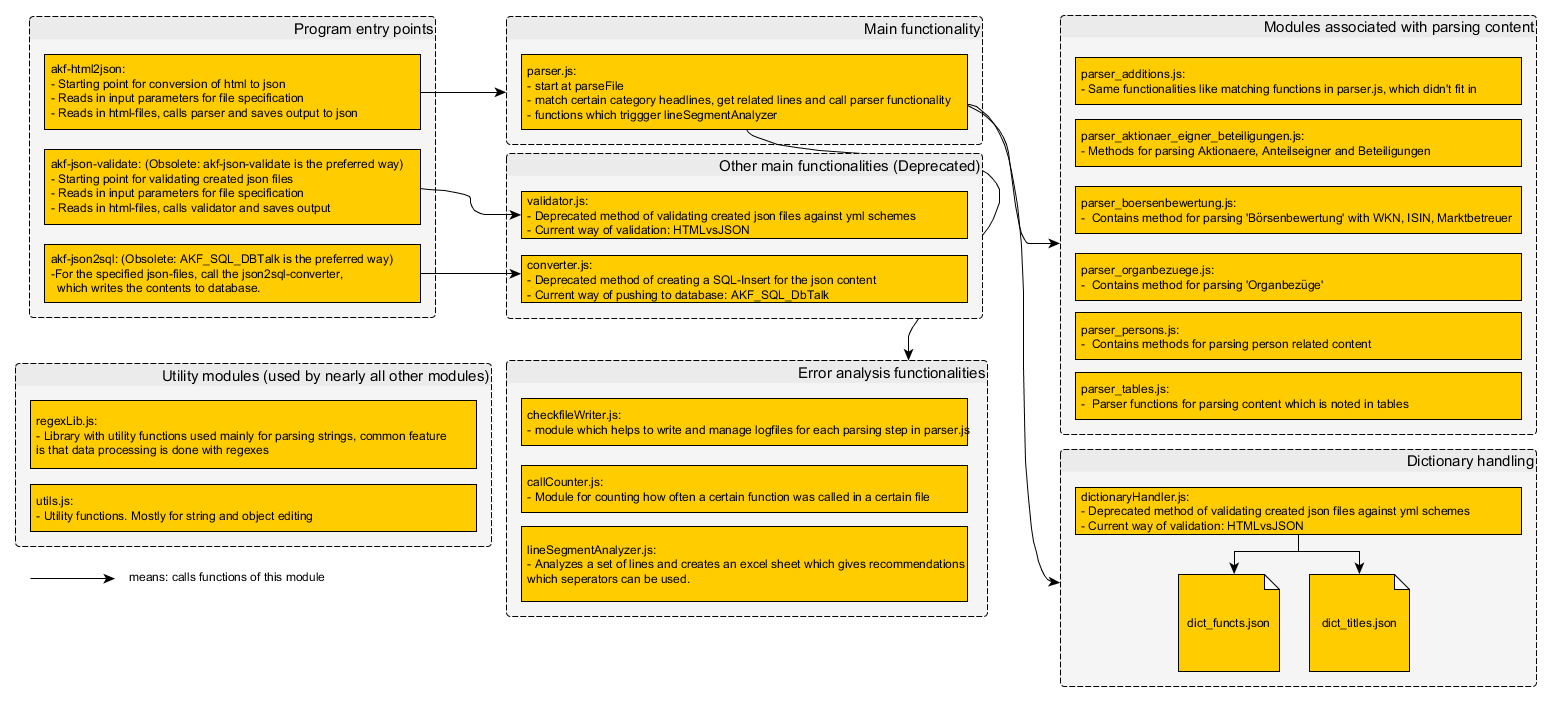 Program entry points
akf-html2json:
- Starting point for conversion of html to json
- Reads in input parameters for file specification
- Reads in html-files, calls parser and saves output to json
akf-json-validate: (Obsolete: akf-json-validate is the preferred way)
- Starting point for validating created json files
- Reads in input parameters for file specification
- Reads in html-files, calls validator and saves output
akf-json2sql: (Obsolete: AKF_SQL_DBTalk is the preferred way)
-For the specified json-files, call the json2sql-converter,
which writes the contents to database.
Main functionality
parser.js:
- start at parseFile
- match certain category headlines, get related lines and call parser functionality
- functions which triggger lineSegmentAnalyzer
Other main functionalities (Deprecated)
validator.js:
- Deprecated method of validating created json files against yml schemes
- Current way of validation: HTMLvsJSON
converter.js:
- Deprecated method of creating a SQL-Insert for the json content
- Current way of pushing to database: AKF_SQL_DbTalk
Modules associated with parsing content
parser_additions.js:
- Same functionalities like matching functions in parser.js, which didn't fit in
parser_aktionaer_eigner_beteiligungen.js:
- Methods for parsing Aktionaere, Anteilseigner and Beteiligungen
parser_boersenbewertung.js:
- Contains method for parsing 'Börsenbewertung' with WKN, ISIN, Marktbetreuer
parser_organbezuege.js:
- Contains method for parsing 'Organbezüge'
parser_persons.js:
- Contains methods for parsing person related content
parser_tables.js:
- Parser functions for parsing content which is noted in tables
Utility modules (used by nearly all other modules)
regexLib.js:
- Library with utility functions used mainly for parsing strings, common feature
is that data processing is done with regexes
utils.js:
- Utility functions. Mostly for string and object editing
means: calls functions of this module
Error analysis functionalities
checkfileWriter.js:
- module which helps to write and manage logfiles for each parsing step in parser.js
callCounter.js:
- Module for counting how often a certain function was called in a certain file
lineSegmentAnalyzer.js:
- Analyzes a set of lines and creates an excel sheet which gives recommendations
which seperators can be used.
Dictionary handling
dictionaryHandler.js:
- Deprecated method of validating created json files against yml schemes
- Current way of validation: HTMLvsJSON
dict_functs.json
dict_titles.json